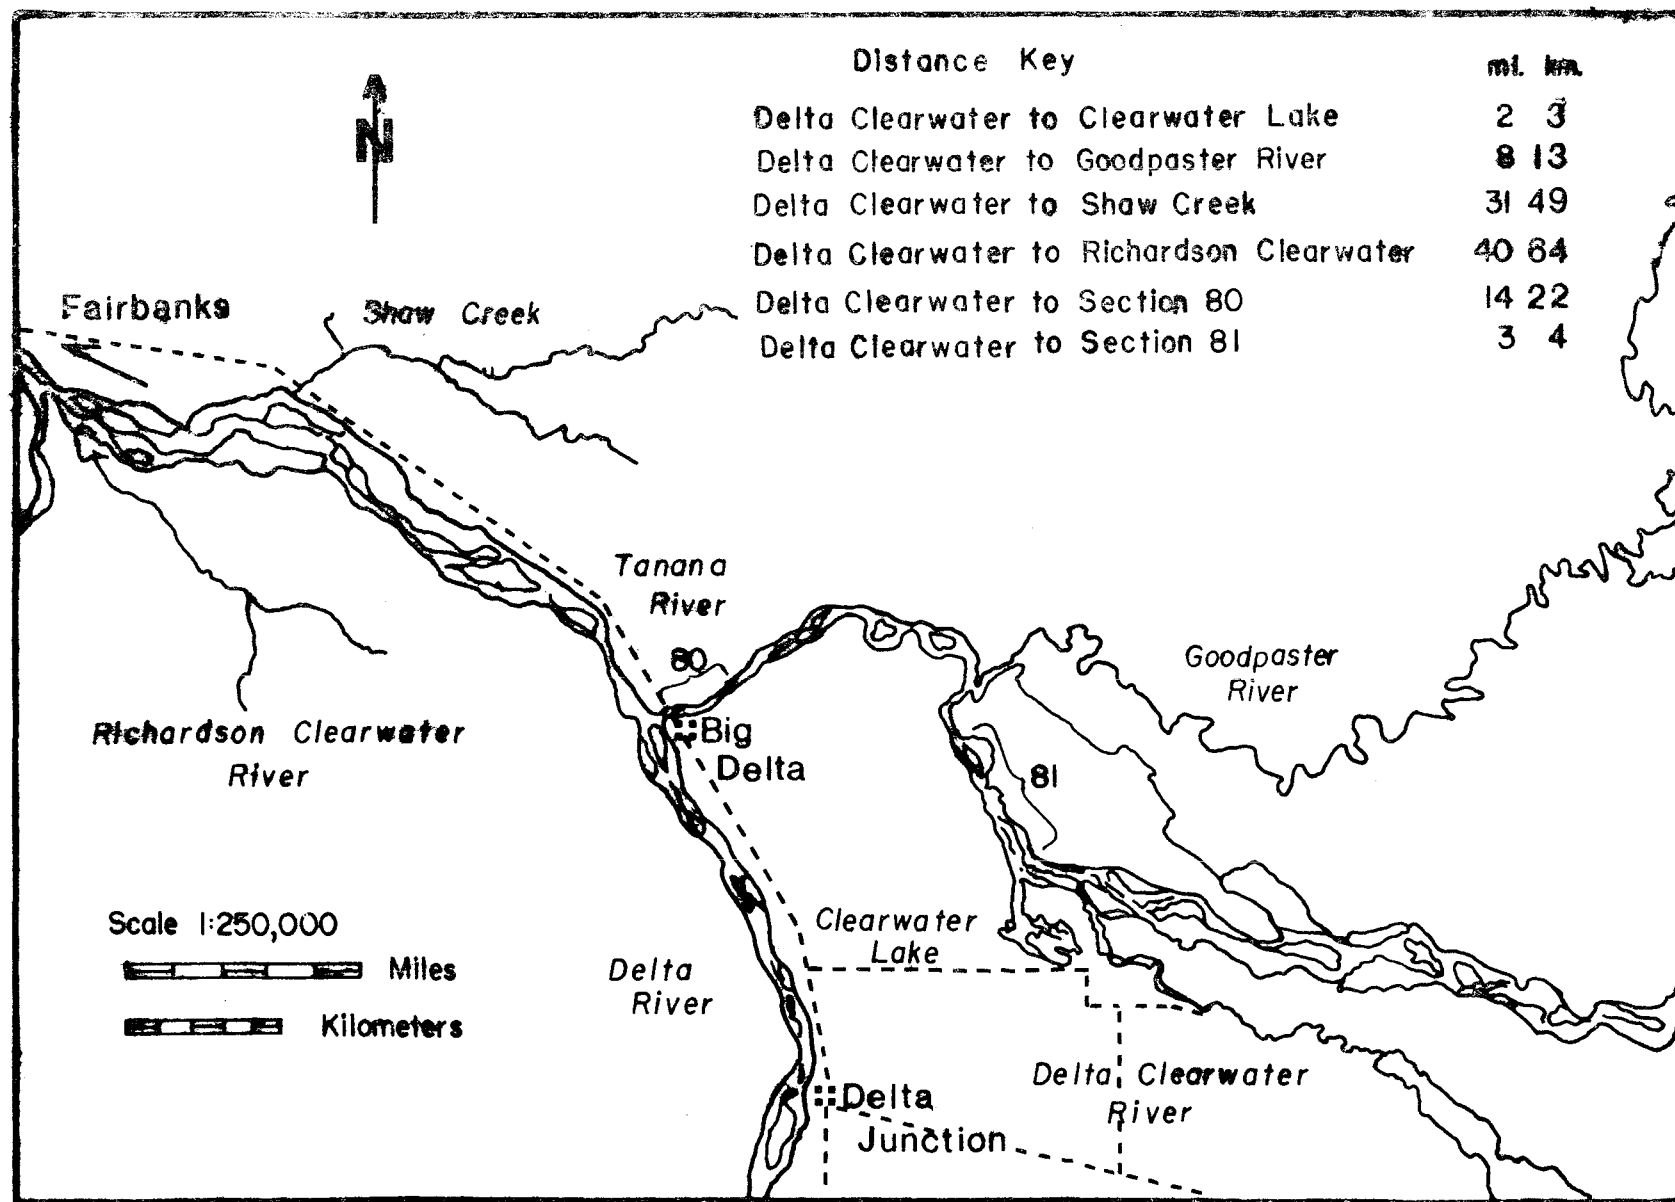 Distance Key mi. km.
Delta Clearwater to Clearwater Lake 2 3
Delta Clearwater to Goodpaster River 8 13
Delta Clearwater to Shaw Creek 31 49
Delta Clearwater to Richardson Clearwater 40 64
Delta Clearwater to Section 80 14 22
Delta Clearwater to Section 81 3 4
N
Fairbanks
Shaw Creek
Tanana
River
80
Goodpaster
River
Richardson Clearwater
River
Big
Delta
81
Scale 1:250,000
Miles
Kilometers
Clearwater
Lake
Delta
River
Delta Clearwater
River
Delta
Junction